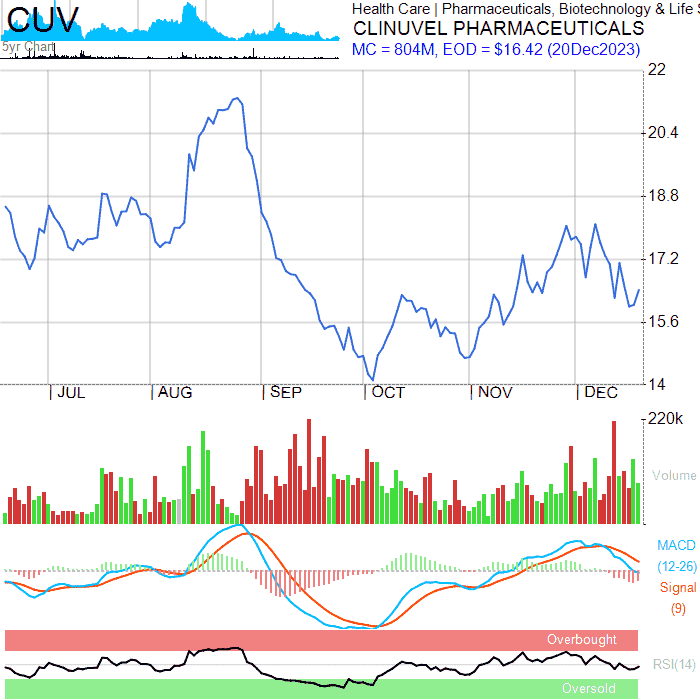 CUV
5yr Chart
Health Care | Pharmaceuticals, Biotechnology & Life S
CLINUVEL PHARMACEUTICALS
MC = 804M, EOD = $16.42 (20Dec2023)
22
20.4
18.8
17.2
15.6
14
JUL AUG SEP OCT NOV DEC
220k
Volume
MACD
(12-26)
Signal
(9)
Overbought
RSI(14)
Oversold